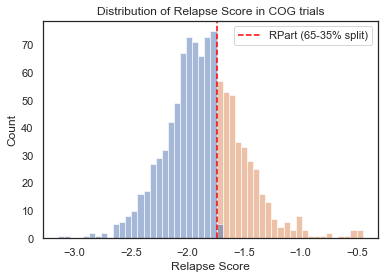 Distribution of Relapse Score in COG trials
RPart (65-35% split)
Count
70
60
50
40
30
20
10
0
-3.0 -2.5 -2.0 -1.5 -1.0 -0.5
Relapse Score